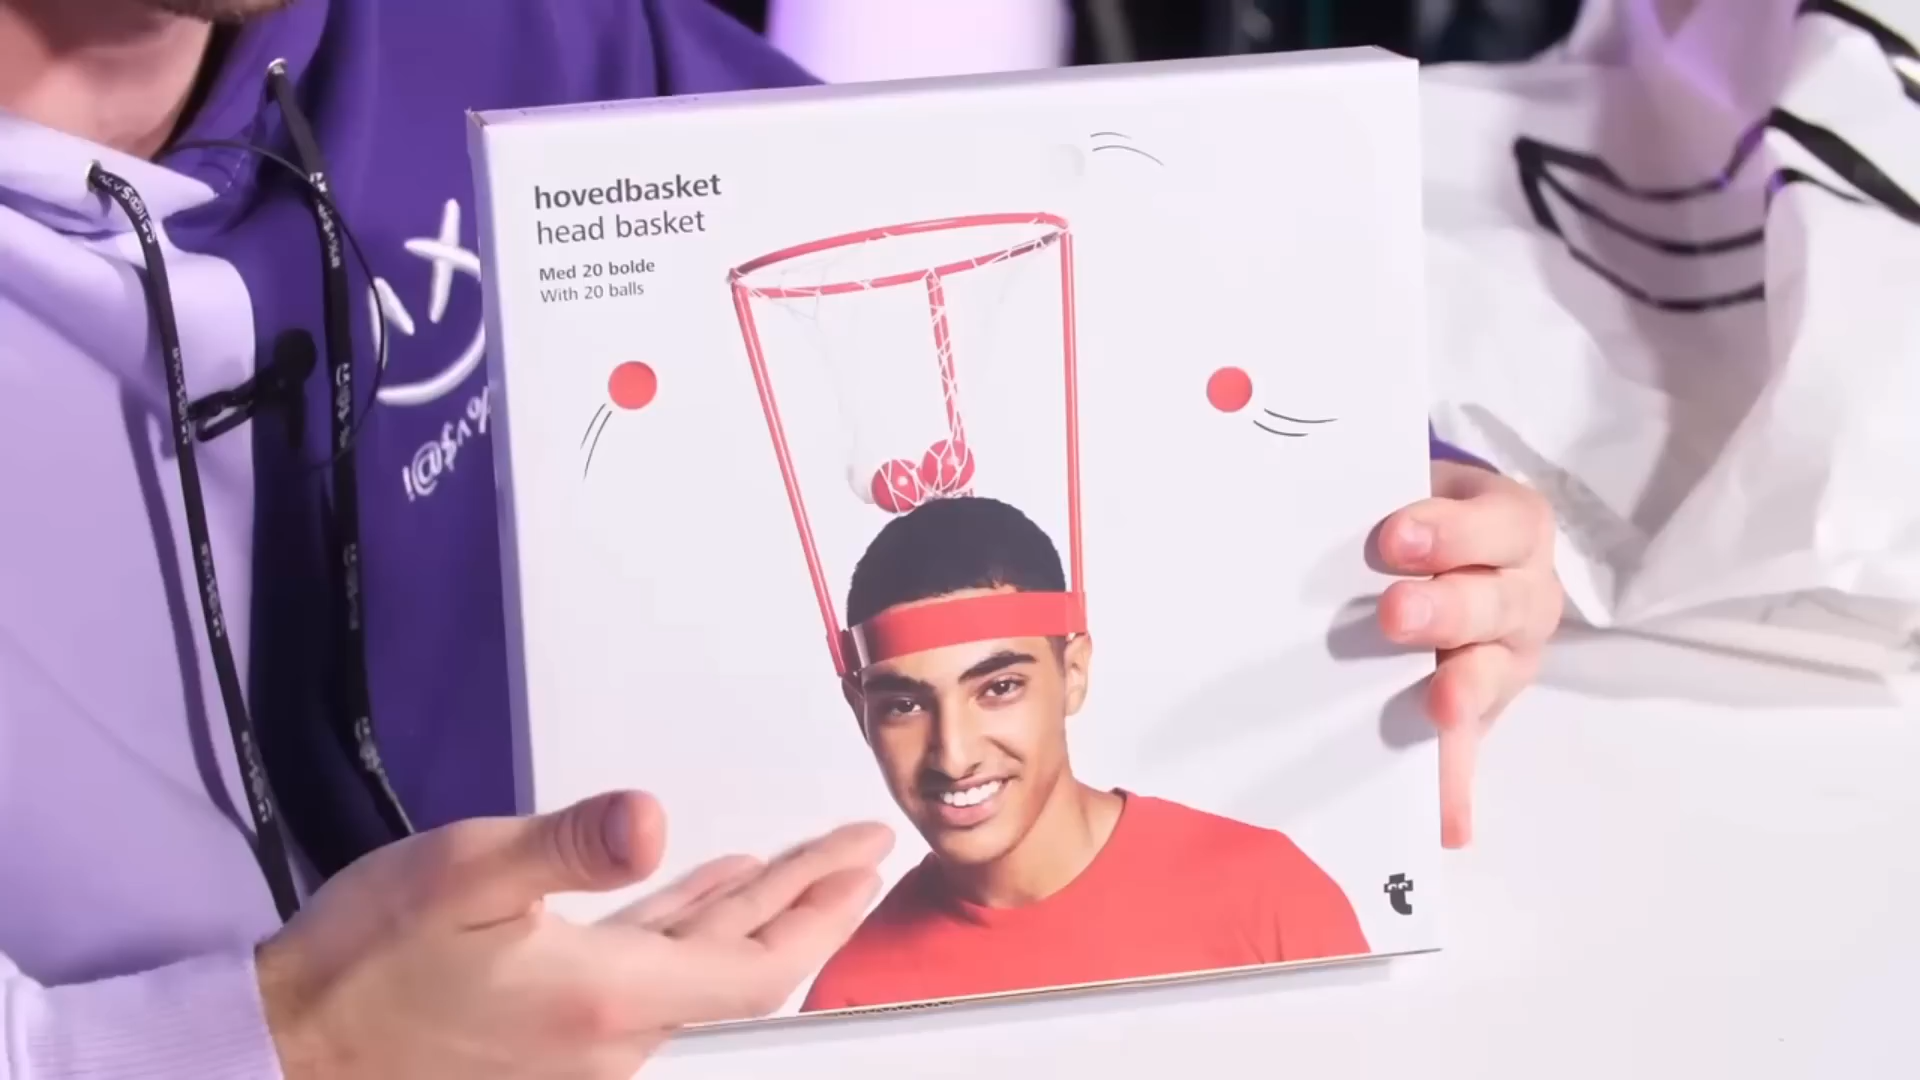 hovedbasket
head basket
Med 20 bolde
With 20 balls
!@$^%
t